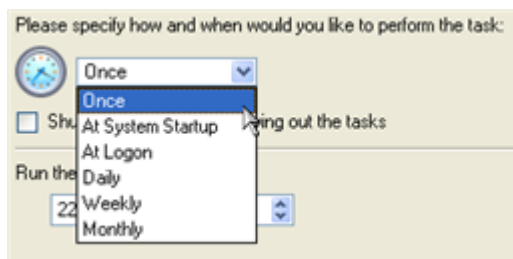 Please specify how and when would you like to perform the task:
Once
Once
Shu
ing out the tasks
At System Startup
At Logon
Run the
Daily
22
Weekly
Monthly